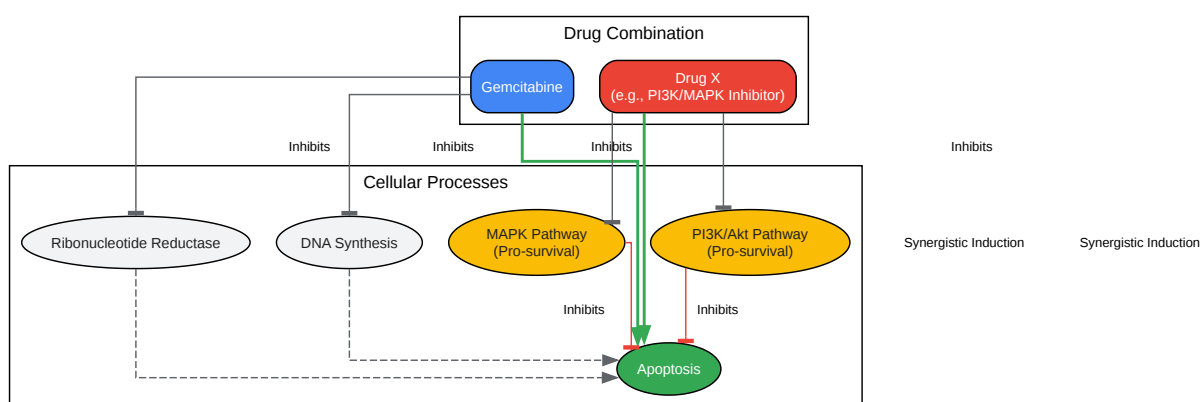 Drug Combination
Gemcitabine
Drug X
(e.g., PI3K/MAPK Inhibitor)
Inhibits
Inhibits
Inhibits
Inhibits
Cellular Processes
Ribonucleotide Reductase
DNA Synthesis
MAPK Pathway
(Pro-survival)
PI3K/Akt Pathway
(Pro-survival)
Synergistic Induction
Synergistic Induction
Inhibits
Inhibits
Apoptosis